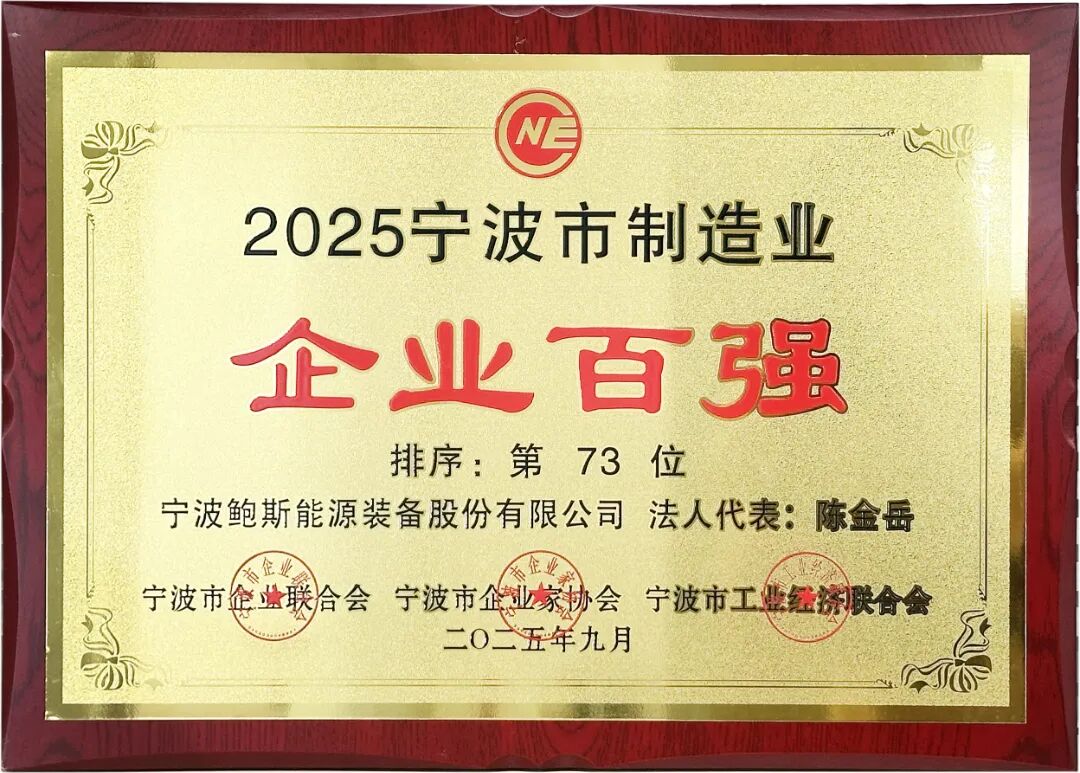 CNE
2025宁波市制造业
企业百强
排序：第 73 位
宁波鲍斯能源装备股份有限公司 法人代表：陈金岳
宁波市企业联合会 宁波市企业家协会 宁波市工业经济联合会
二〇二五年九月